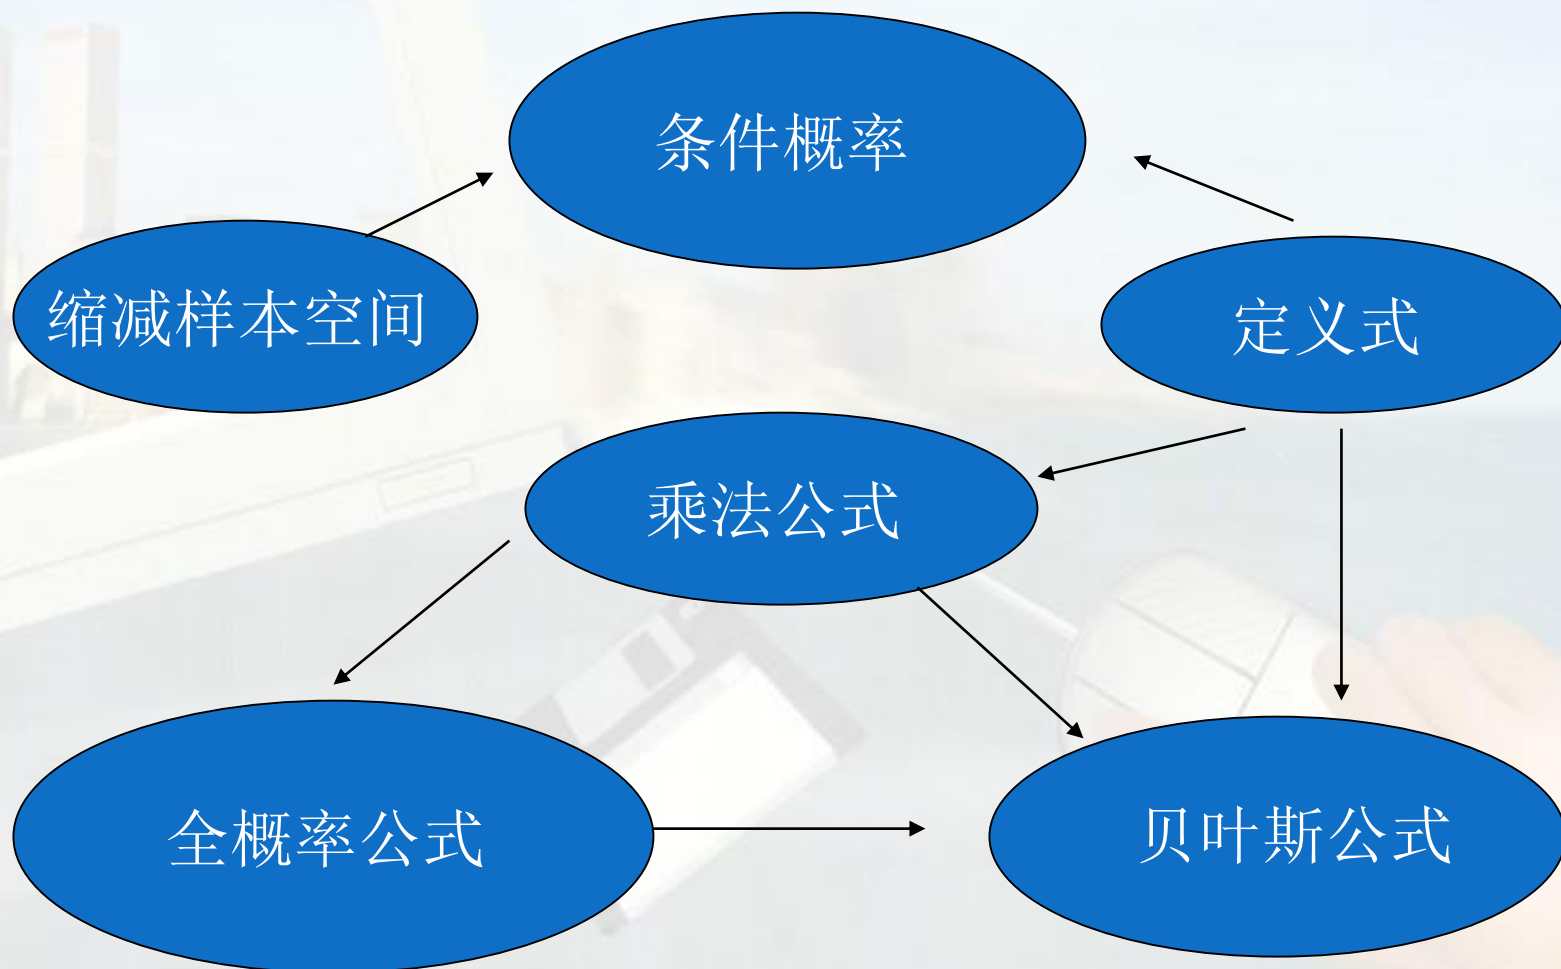 条件概率
缩减样本空间
定义式
乘法公式
全概率公式
贝叶斯公式